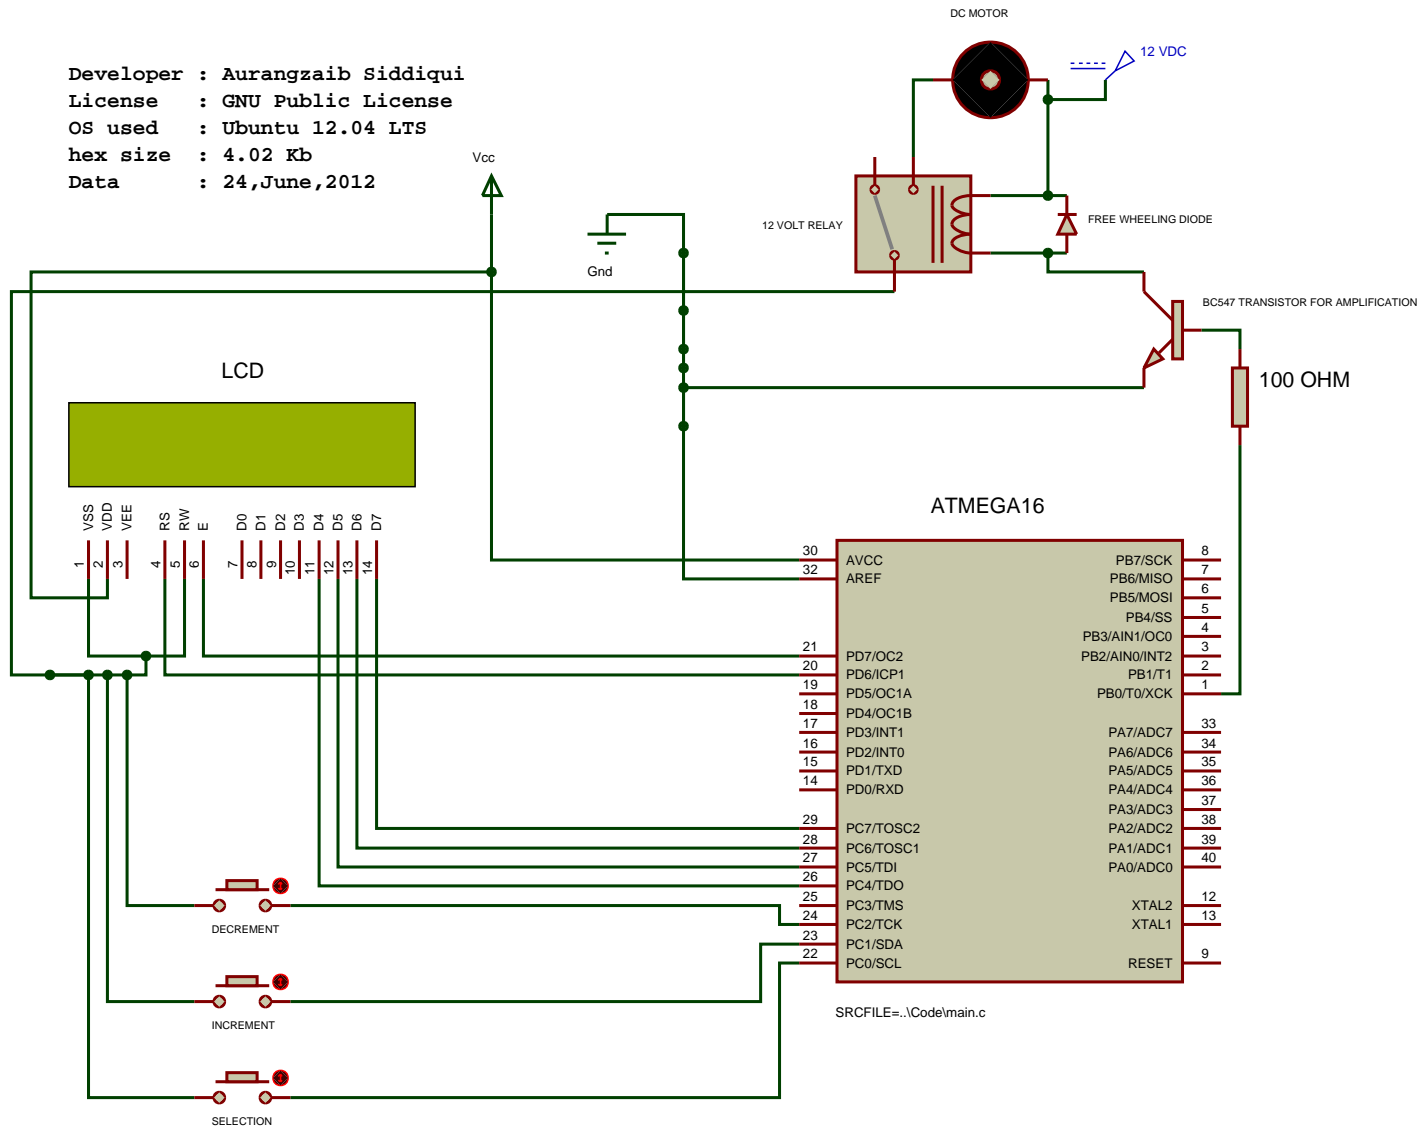 DC MOTOR
12 VDC
Developer : Aurangzaib Siddiqui
License : GNU Public License
OS used : Ubuntu 12.04 LTS
hex size : 4.02 Kb
Data : 24,June,2012
Vcc
12 VOLT RELAY
FREE WHEELING DIODE
Gnd
BC547 TRANSISTOR FOR AMPLIFICATION
LCD
100 OHM
VSS
VDD
VEE
RS
RW
E
D0
D1
D2
D3
D4
D5
D6
D7
1
2
3
4
5
6
7
8
9
10
11
12
13
14
ATMEGA16
30 AVCC
32 AREF
21 PD7/OC2
20 PD6/ICP1
19 PD5/OC1A
18 PD4/OC1B
17 PD3/INT1
16 PD2/INT0
15 PD1/TXD
14 PD0/RXD
29 PC7/TOSC2
28 PC6/TOSC1
27 PC5/TDI
26 PC4/TDO
25 PC3/TMS
24 PC2/TCK
23 PC1/SDA
22 PC0/SCL
PB7/SCK 8
PB6/MISO 7
PB5/MOSI 6
PB4/SS 5
PB3/AIN1/OC0 4
PB2/AIN0/INT2 3
PB1/T1 2
PB0/T0/XCK 1
PA7/ADC7 33
PA6/ADC6 34
PA5/ADC5 35
PA4/ADC4 36
PA3/ADC3 37
PA2/ADC2 38
PA1/ADC1 39
PA0/ADC0 40
XTAL2 12
XTAL1 13
RESET 9
SRCFILE=..\Code\main.c
DECREMENT
INCREMENT
SELECTION